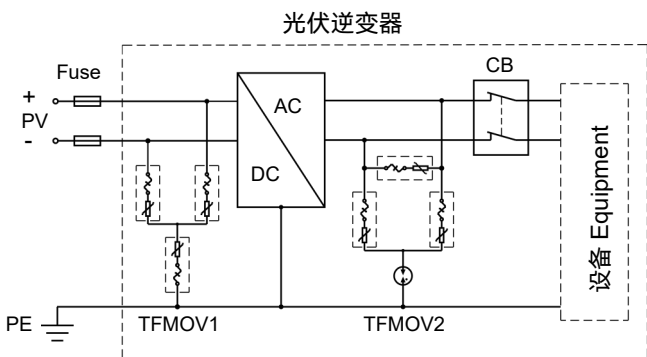 光伏逆变器
Fuse
CB
+
PV
-
AC
DC
设备 Equipment
PE
TFMOV1
TFMOV2